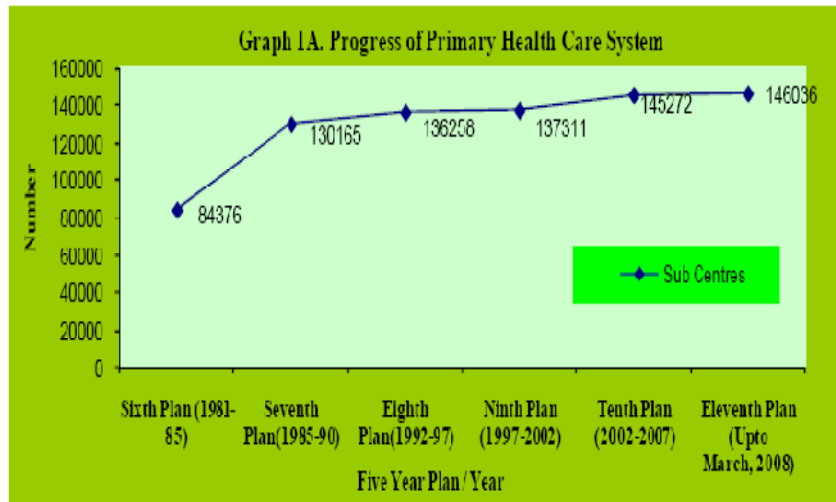 Graph 1A. Progress of Primary Health Care System
160000
140000
120000
100000
80000
60000
40000
20000
0
Number
84376
130165
136258
137311
145272
146036
Sub Centres
Sixth Plan (1981-
85)
Seventh
Plan(1985-90)
Eighth
Plan(1992-97)
Ninth Plan
(1997-2002)
Tenth Plan
(2002-2007)
Eleventh Plan
(Upto
March, 2008)
Five Year Plan / Year